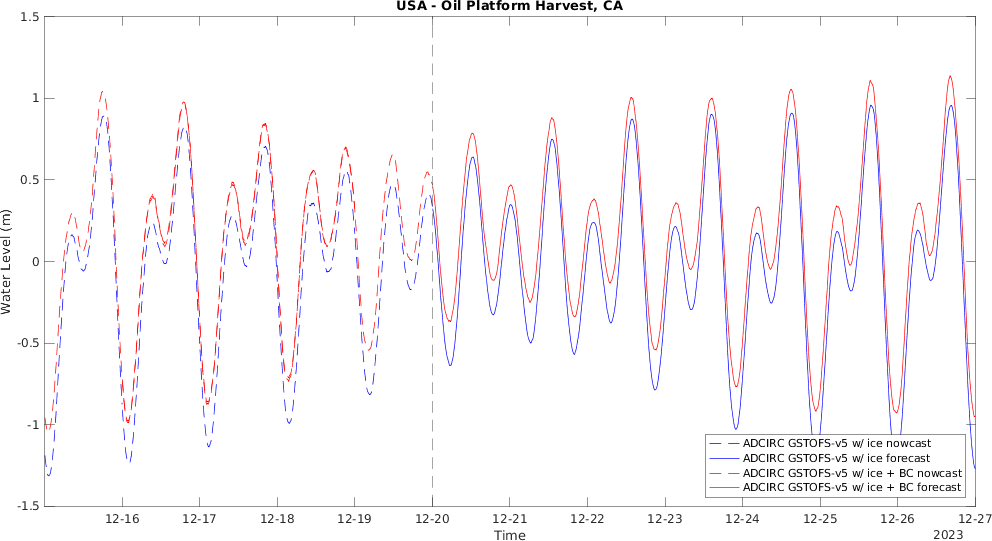 USA - Oil Platform Harvest, CA
Water Level (m)
1.5
1
0.5
0
-0.5
-1
-1.5
12-16 12-17 12-18 12-19 12-20 12-21 12-22 12-23 12-24 12-25 12-26 12-27
Time
2023
ADCIRC GSTOFS-v5 w/ ice nowcast
ADCIRC GSTOFS-v5 w/ ice forecast
ADCIRC GSTOFS-v5 w/ ice + BC nowcast
ADCIRC GSTOFS-v5 w/ ice + BC forecast